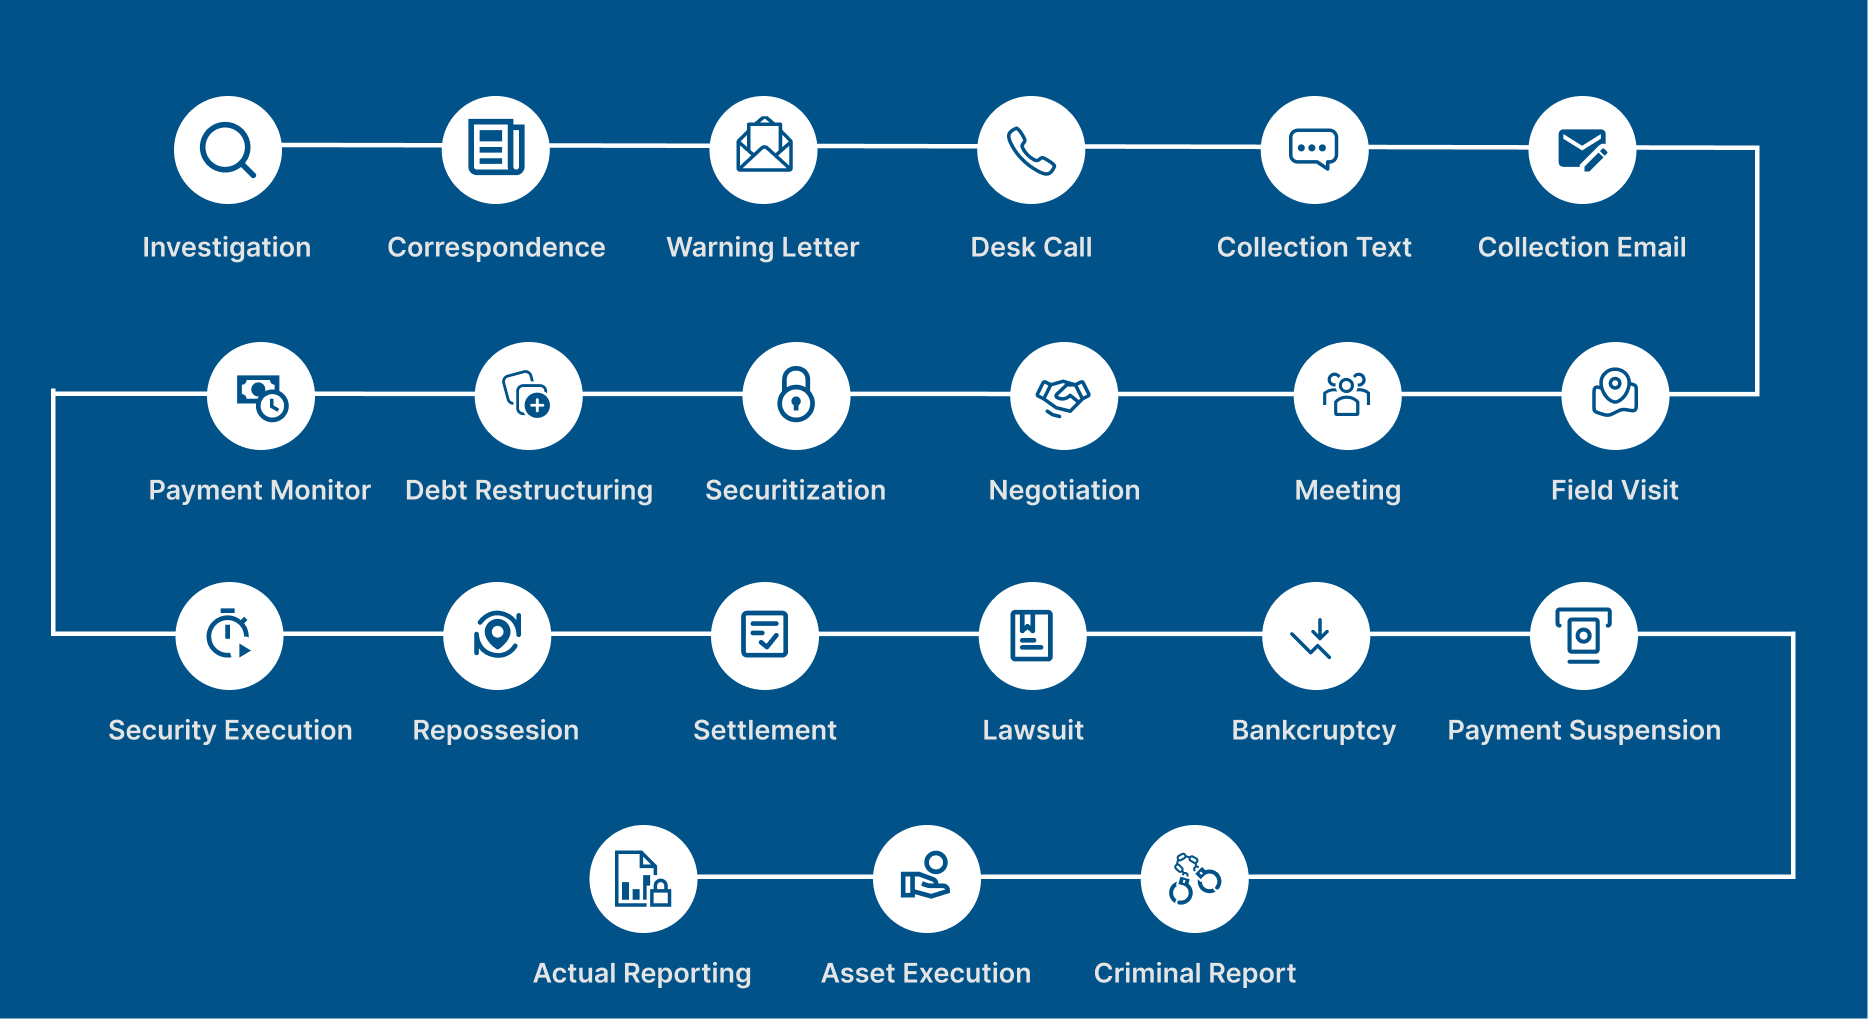 Investigation
Correspondence
Warning Letter
Desk Call
Collection Text
Collection Email
Payment Monitor
Debt Restructuring
Securitization
Negotiation
Meeting
Field Visit
Security Execution
Repossesion
Settlement
Lawsuit
Bankcruptcy
Payment Suspension
Actual Reporting
Asset Execution
Criminal Report